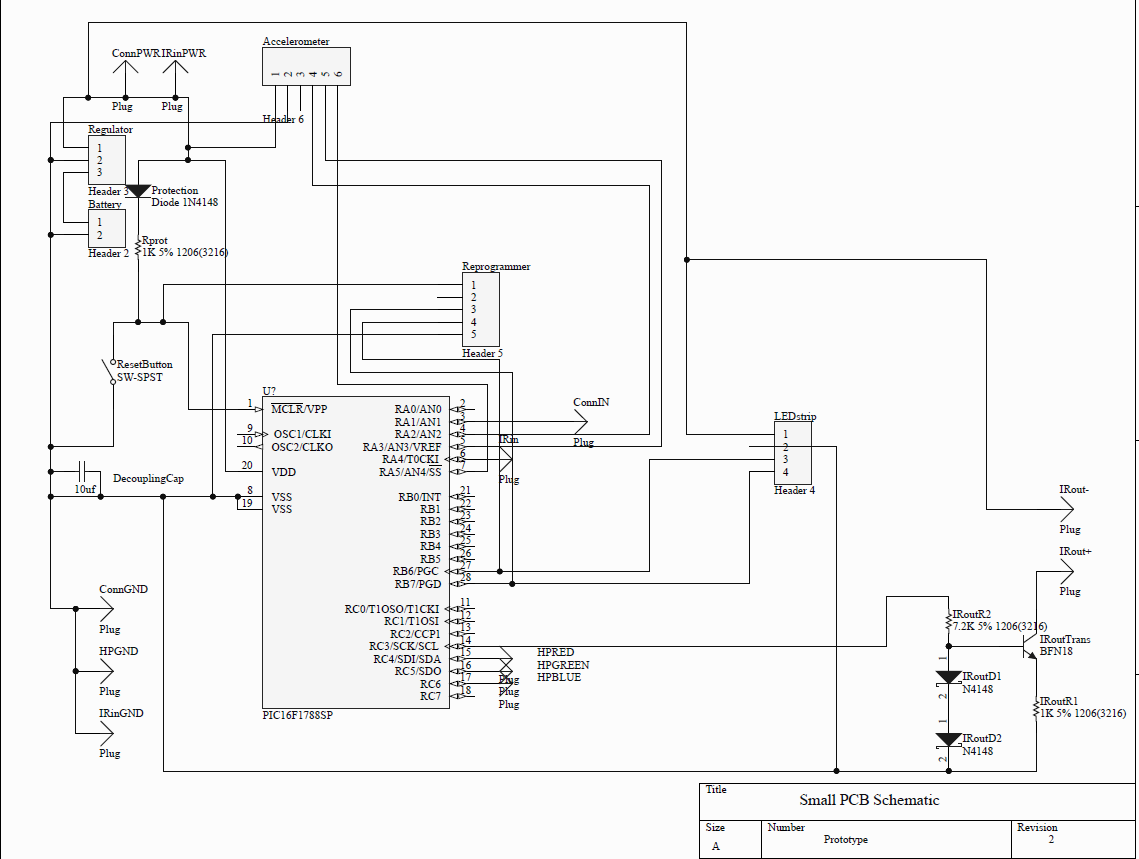 Accelerometer
1 2 3 4 5 6
Header 6
ConnPWR
IRinPWR
Plug
Plug
Regulator
1
2
3
Header 3
Battery
1
2
Header 2
Protection
Diode 1N4148
Rprot
1K 5% 1206(3216)
Reprogrammer
1
2
3
4
5
Header 5
ResetButton
SW-SPST
DecouplingCap
10uf
U?
1 MCLR/VPP
9 OSC1/CLKI
10 OSC2/CLKO
20 VDD
8 VSS
19 VSS
RA0/AN0 2
RA1/AN1 3
RA2/AN2 4
RA3/AN3/VREF 5
RA4/T0CKI 6
RA5/AN4/SS 7
RB0/INT 21
RB1 22
RB2 23
RB3 24
RB4 25
RB5 26
RB6/PGC 27
RB7/PGD 28
RC0/T1OSO/T1CKI 11
RC1/T1OSI 12
RC2/CCP1 13
RC3/SCK/SCL 14
RC4/SDI/SDA 15
RC5/SDO 16
RC6 17
RC7 18
PIC16F1788SP
ConnIN
Plug
IRin
Plug
HPRED
HPGREEN
HPBLUE
Plug
Plug
Plug
LEDstrip
1
2
3
4
Header 4
IRout-
Plug
IRout+
Plug
IRoutR2
7.2K 5% 1206(3216)
IRoutTrans
BFN18
IRoutD1
N4148
1
2
IRoutR1
1K 5% 1206(3216)
IRoutD2
N4148
1
2
ConnGND
Plug
HPGND
Plug
IRinGND
Plug
Title
Small PCB Schematic
Size
A
Number
Prototype
Revision
2